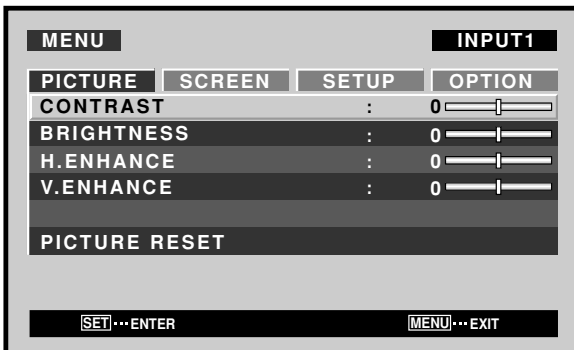 MENU INPUT1
PICTURE SCREEN SETUP OPTION
CONTRAST : 0
BRIGHTNESS : 0
H.ENHANCE : 0
V.ENHANCE : 0
PICTURE RESET
SET···ENTER MENU···EXIT